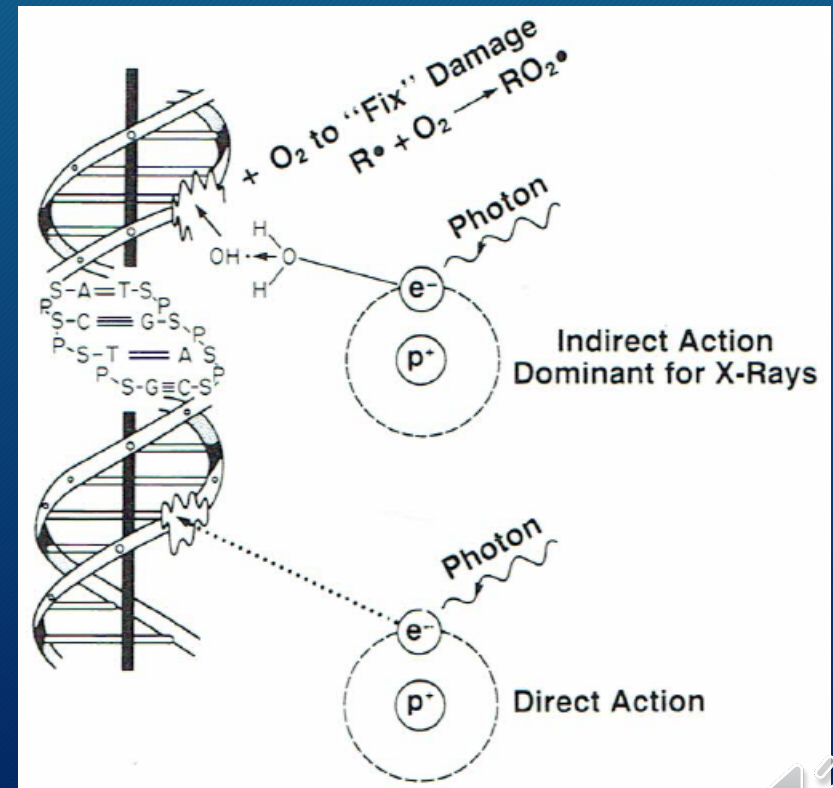 + O₂ to “Fix” Damage
R• + O₂ → RO₂•
Photon
H
OH·
O
H
e⁻
p⁺
Indirect Action
Dominant for X-Rays
S-A=T-S
P P
S-C≡G-S
P P
S-T=A S
P P
S-G≡C-S
Photon
e⁻
p⁺
Direct Action